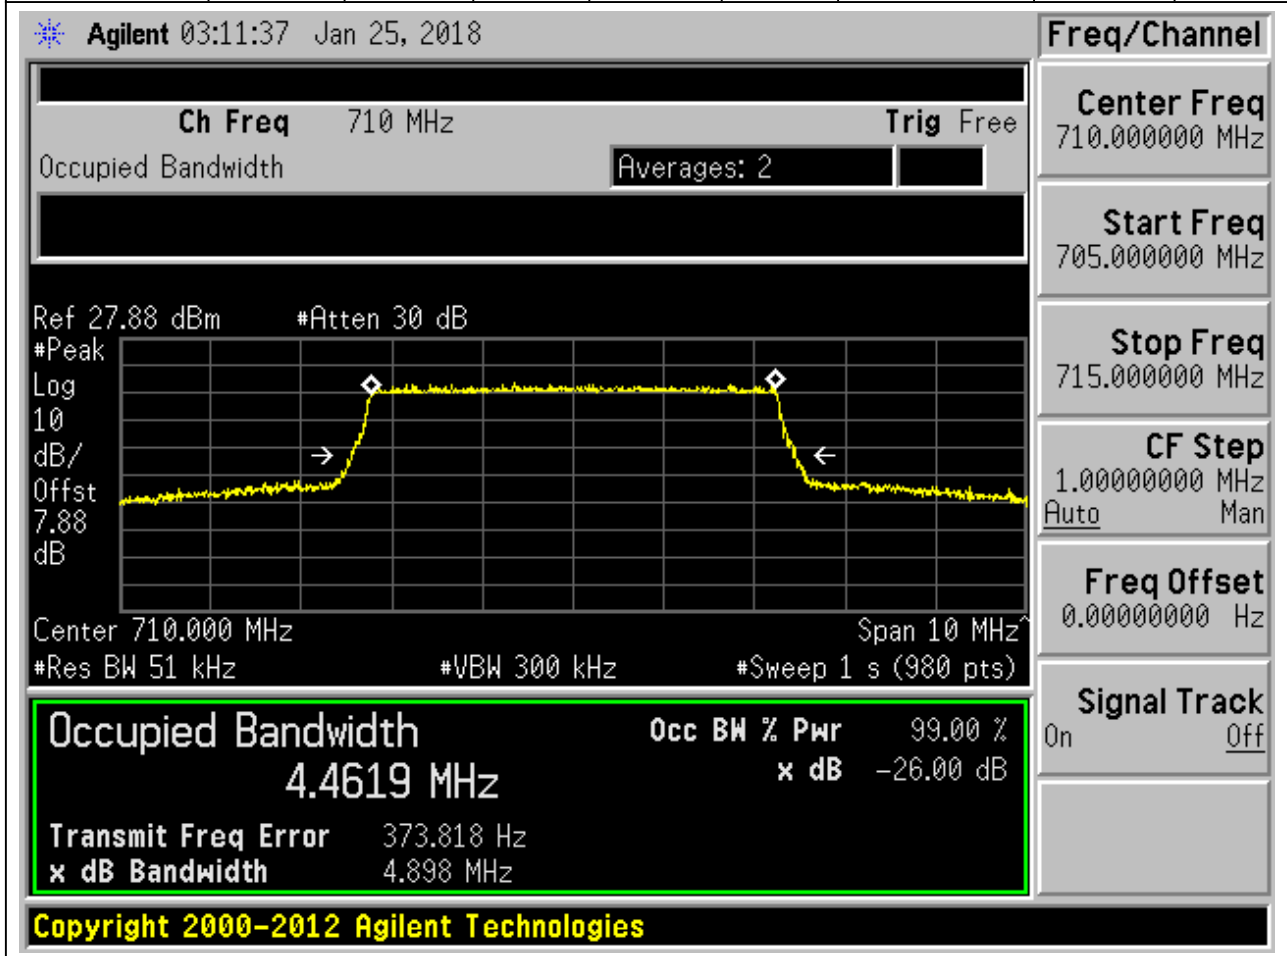 Agilent 03:11:37 Jan 25, 2018
Freq/Channel
Ch Freq 710 MHz Trig Free
Occupied Bandwidth Averages: 2
Center Freq
710.000000 MHz
Start Freq
705.000000 MHz
Stop Freq
715.000000 MHz
CF Step
1.00000000 MHz
Auto Man
Freq Offset
0.00000000 Hz
Signal Track
On Off
Ref 27.88 dBm #Atten 30 dB
#Peak
Log
10
dB/
Offst
7.88
dB
Center 710.000 MHz Span 10 MHz^
#Res BW 51 kHz #VBW 300 kHz #Sweep 1 s (980 pts)
Occupied Bandwidth Occ BW % Pwr 99.00 %
4.4619 MHz x dB -26.00 dB
Transmit Freq Error 373.818 Hz
x dB Bandwidth 4.898 MHz
Copyright 2000-2012 Agilent Technologies